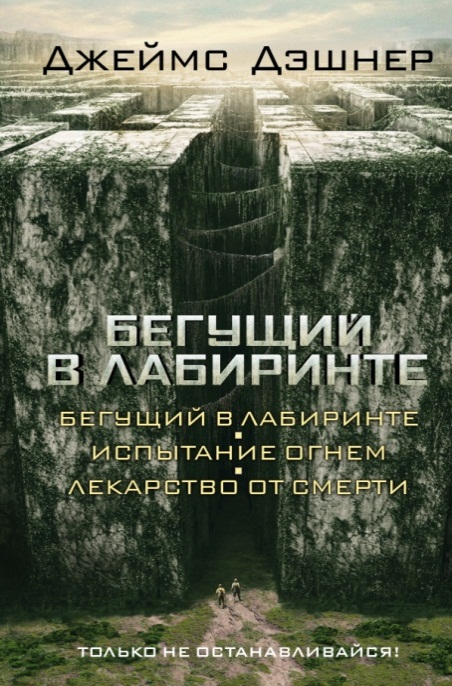 ДЖЕЙМС ДЭШНЕР
БЕГУЩИЙ
В ЛАБИРИНТЕ
БЕГУЩИЙ В ЛАБИРИНТЕ
ИСПЫТАНИЕ ОГНЕМ
ЛЕКАРСТВО ОТ СМЕРТИ
ТОЛЬКО НЕ ОСТАНАВЛИВАЙСЯ!